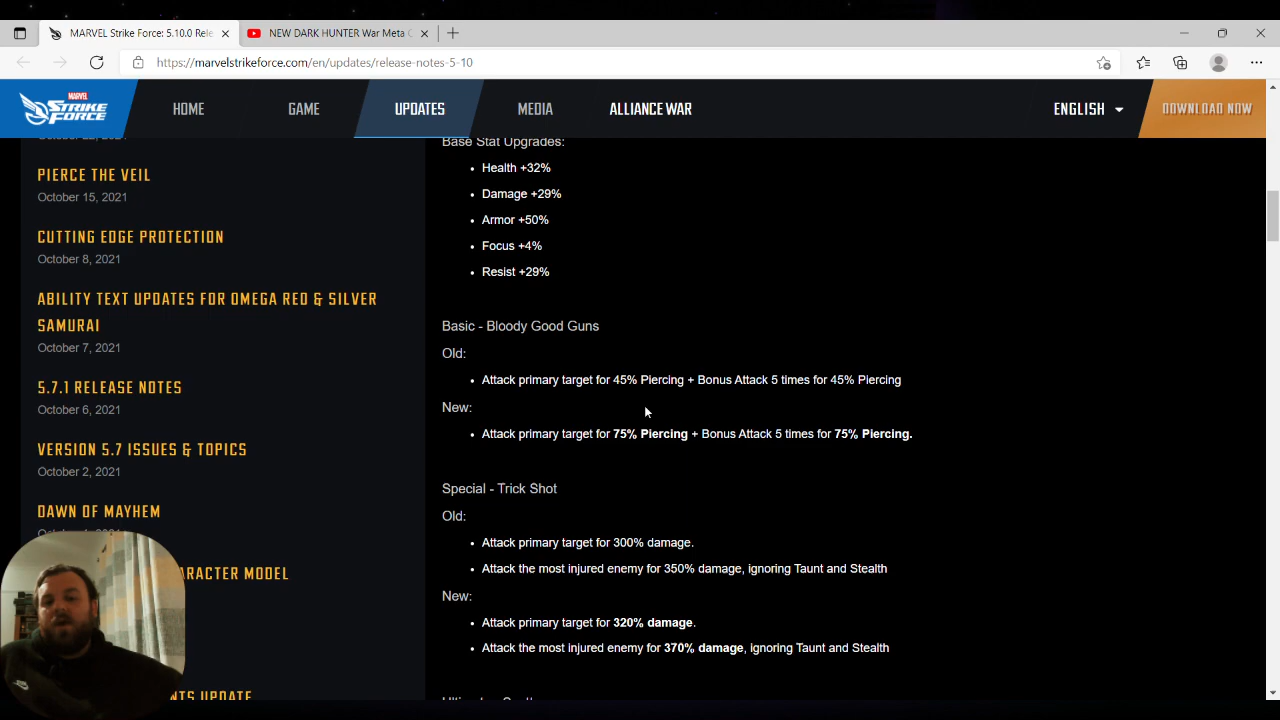 MARVEL Strike Force: 5.10.0 Rele
NEW DARK HUNTER War Meta
https://marvelstrikeforce.com/en/updates/release-notes-5-10
MARVEL
STRIKE
FORCE
HOME
GAME
UPDATES
MEDIA
ALLIANCE WAR
ENGLISH
DOWNLOAD NOW
PIERCE THE VEIL
October 15, 2021
CUTTING EDGE PROTECTION
October 8, 2021
ABILITY TEXT UPDATES FOR OMEGA RED & SILVER
SAMURAI
October 7, 2021
5.7.1 RELEASE NOTES
October 6, 2021
VERSION 5.7 ISSUES & TOPICS
October 2, 2021
DAWN OF MAYHEM
ARACTER MODEL
NTS UPDATE
Base Stat Upgrades:
• Health +32%
• Damage +29%
• Armor +50%
• Focus +4%
• Resist +29%
Basic - Bloody Good Guns
Old:
• Attack primary target for 45% Piercing + Bonus Attack 5 times for 45% Piercing
New:
• Attack primary target for 75% Piercing + Bonus Attack 5 times for 75% Piercing.
Special - Trick Shot
Old:
• Attack primary target for 300% damage.
• Attack the most injured enemy for 350% damage, ignoring Taunt and Stealth
New:
• Attack primary target for 320% damage.
• Attack the most injured enemy for 370% damage, ignoring Taunt and Stealth